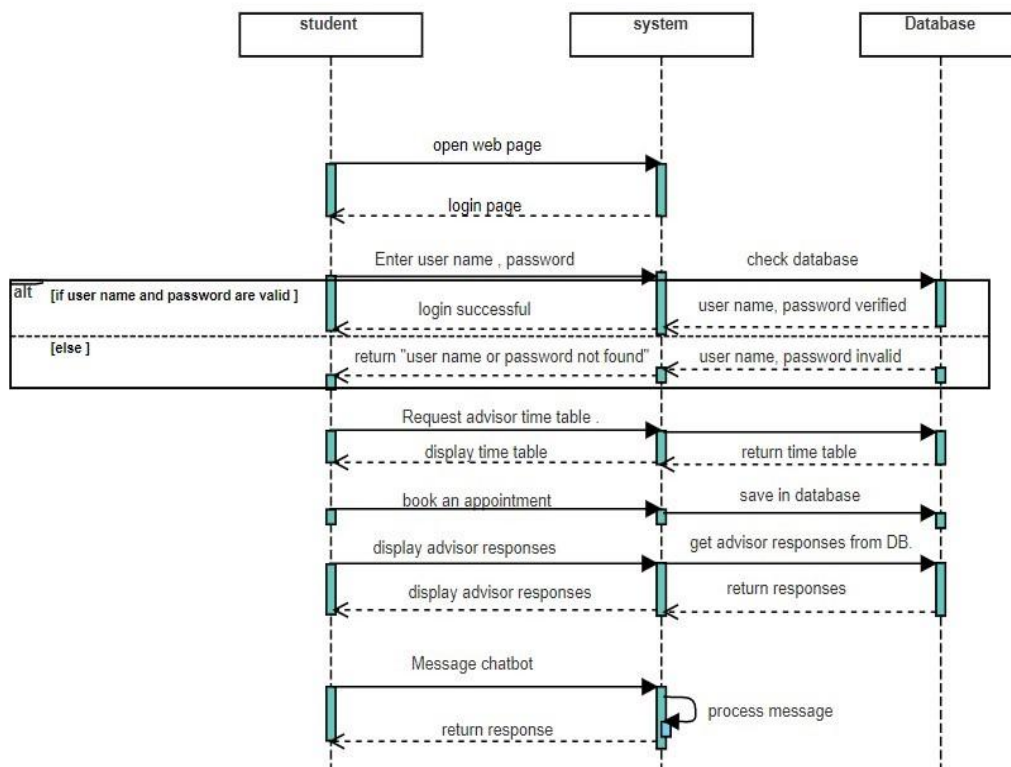 student
system
Database
open web page
login page
Enter user name , password
check database
alt
[if user name and password are valid ]
login successful
user name, password verified
[else ]
return "user name or password not found"
user name, password invalid
Request advisor time table .
display time table
return time table
book an appointment
save in database
display advisor responses
get advisor responses from DB.
display advisor responses
return responses
Message chatbot
process message
return response